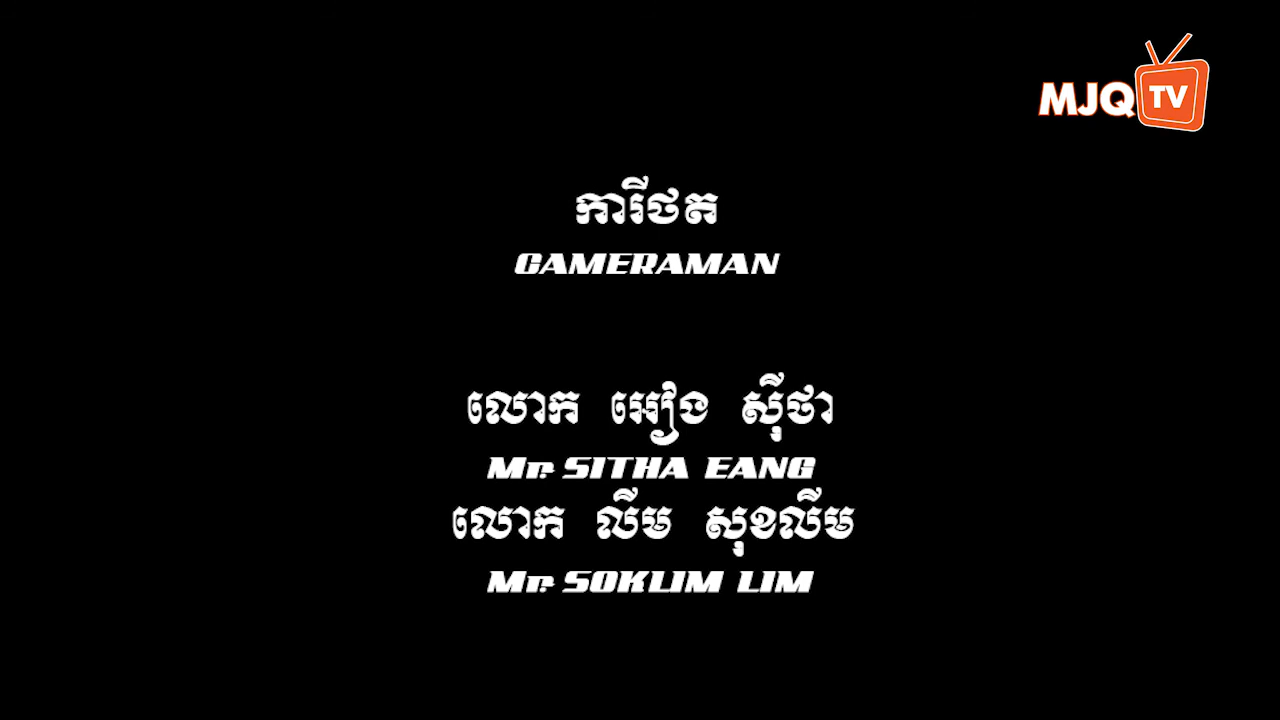 MJQ TV
ការីថត
CAMERAMAN
លោក អៀង ស៊ីថា
Mr. SITHA EANG
លោក លឹម សុខលឹម
Mr. SOKLIM LIM